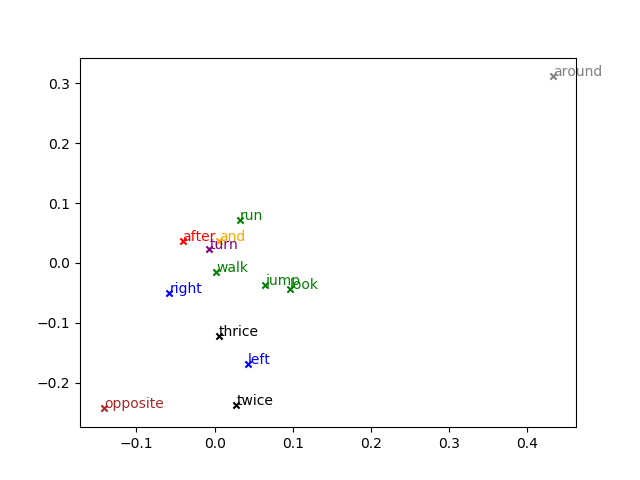 around
0.3
0.2
run
0.1
after and
turn
0.0
walk
jump look
right
−0.1
thrice
left
−0.2
opposite twice
−0.1 0.0 0.1 0.2 0.3 0.4